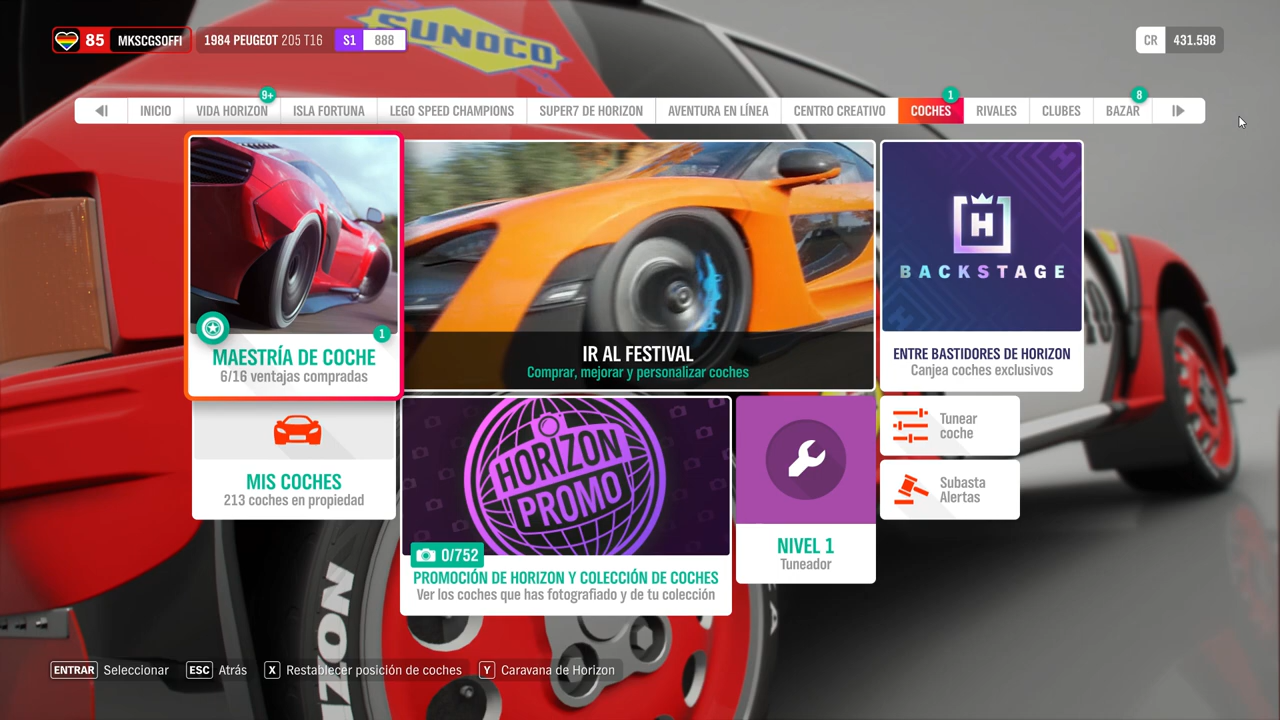 85 MKSCGSOFFI
1984 PEUGEOT 205 T16 S1 888
SUNOCO
CR 431.598
INICIO VIDA HORIZON 9+ ISLA FORTUNA LEGO SPEED CHAMPIONS SUPER7 DE HORIZON AVENTURA EN LÍNEA CENTRO CREATIVO COCHES 1 RIVALES CLUBES BAZAR 8
1
MAESTRÍA DE COCHE
6/16 ventajas compradas
IR AL FESTIVAL
Comprar, mejorar y personalizar coches
H
BACKSTAGE
ENTRE BASTIDORES DE HORIZON
Canjea coches exclusivos
MIS COCHES
213 coches en propiedad
HORIZON
PROMO
0/752
PROMOCIÓN DE HORIZON Y COLECCIÓN DE COCHES
Ver los coches que has fotografiado y de tu colección
NIVEL 1
Tuneador
Tunear
coche
Subasta
Alertas
ENTRAR Seleccionar ESC Atrás X Restablecer posición de coches Y Caravana de Horizon